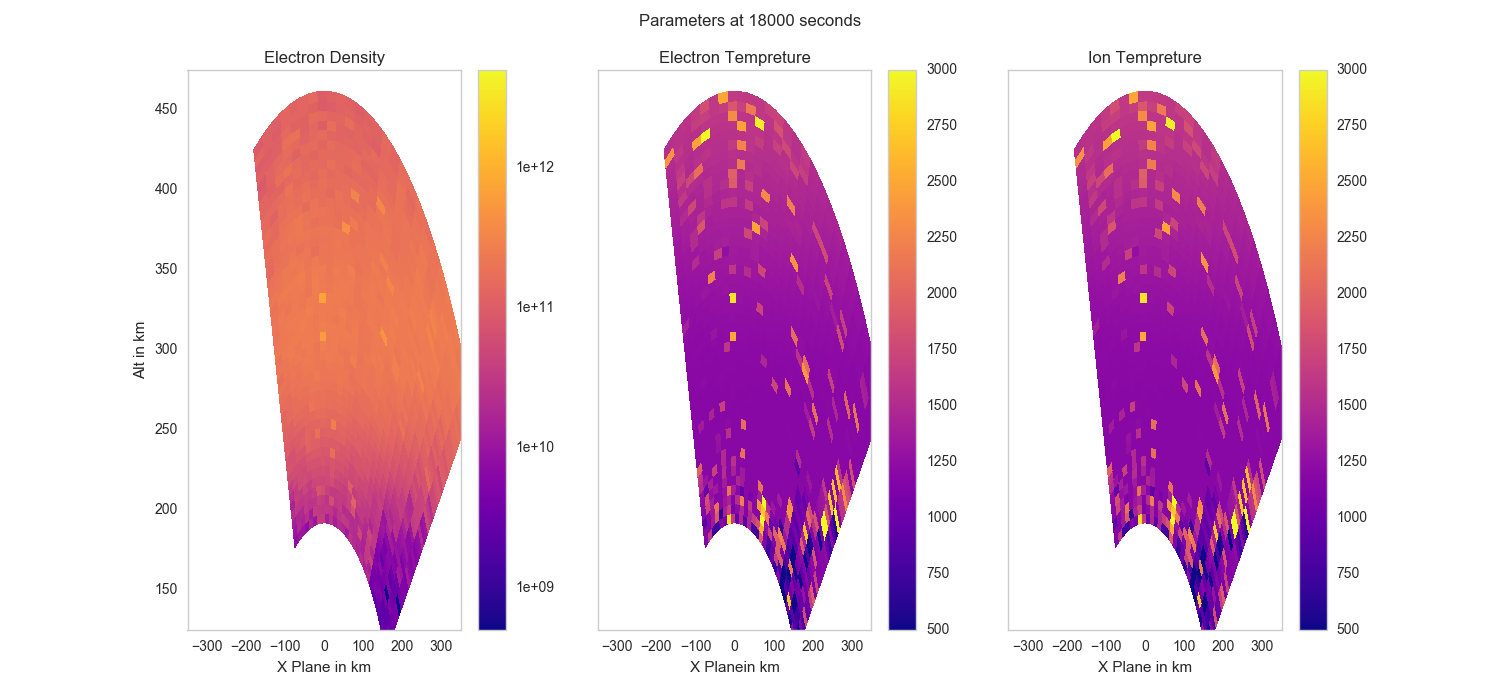 Parameters at 18000 seconds
Electron Density
Alt in km
450
400
350
300
250
200
150
−300 −200 −100 0 100 200 300
X Plane in km
1e+12
1e+11
1e+10
1e+09
Electron Tempreture
−300 −200 −100 0 100 200 300
X Planein km
3000
2750
2500
2250
2000
1750
1500
1250
1000
750
500
Ion Tempreture
−300 −200 −100 0 100 200 300
X Plane in km
3000
2750
2500
2250
2000
1750
1500
1250
1000
750
500